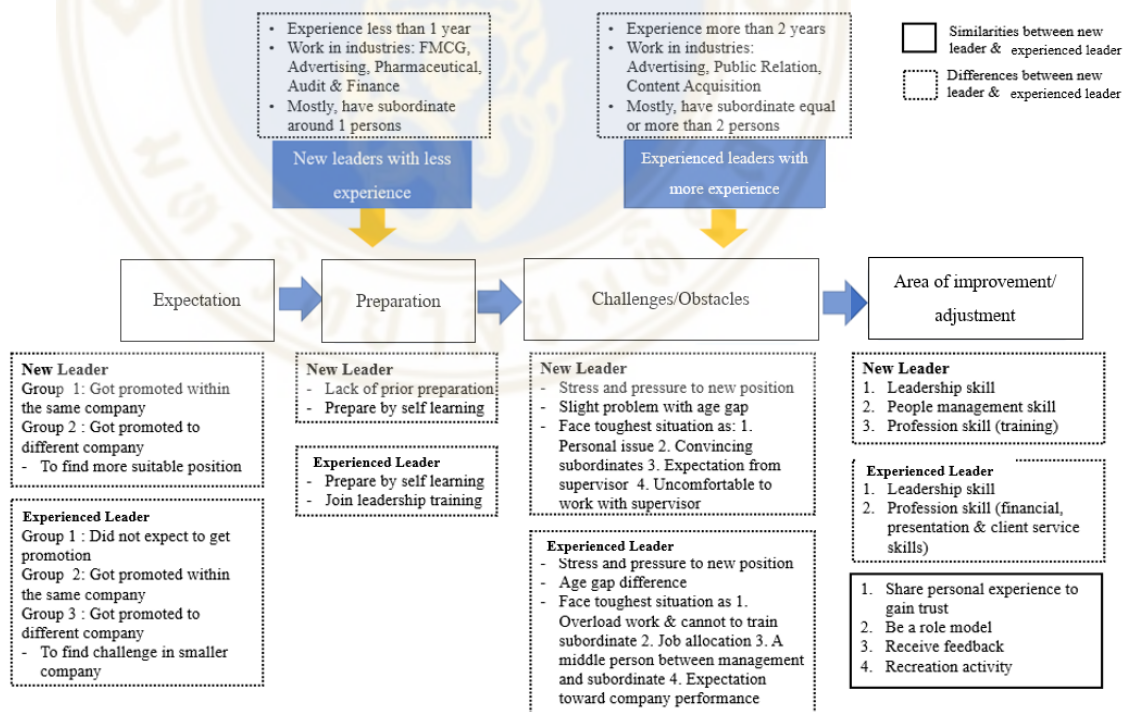 • Experience less than 1 year
• Work in industries: FMCG,
Advertising, Pharmaceutical,
Audit & Finance
• Mostly, have subordinate
around 1 persons
• Experience more than 2 years
• Work in industries:
Advertising, Public Relation,
Content Acquisition
• Mostly, have subordinate equal
or more than 2 persons
Similarities between new
leader & experienced leader
Differences between new
leader & experienced leader
New leaders with less
experience
Experienced leaders with
more experience
Expectation
Preparation
Challenges/Obstacles
Area of improvement/
adjustment
New Leader
Group 1: Got promoted within
the same company
Group 2 : Got promoted to
different company
- To find more suitable position
Experienced Leader
Group 1 : Did not expect to get
promotion
Group 2: Got promoted within
the same company
Group 3 : Got promoted to
different company
- To find challenge in smaller
company
New Leader
- Lack of prior preparation
- Prepare by self learning
Experienced Leader
- Prepare by self learning
- Join leadership training
New Leader
- Stress and pressure to new position
- Slight problem with age gap
- Face toughest situation as: 1.
Personal issue 2. Convincing
subordinates 3. Expectation from
supervisor 4. Uncomfortable to
work with supervisor
Experienced Leader
- Stress and pressure to new position
- Age gap difference
- Face toughest situation as 1.
Overload work & cannot to train
subordinate 2. Job allocation 3. A
middle person between management
and subordinate 4. Expectation
toward company performance
New Leader
1. Leadership skill
2. People management skill
3. Profession skill (training)
Experienced Leader
1. Leadership skill
2. Profession skill (financial,
presentation & client service
skills)
1. Share personal experience to
gain trust
2. Be a role model
3. Receive feedback
4. Recreation activity